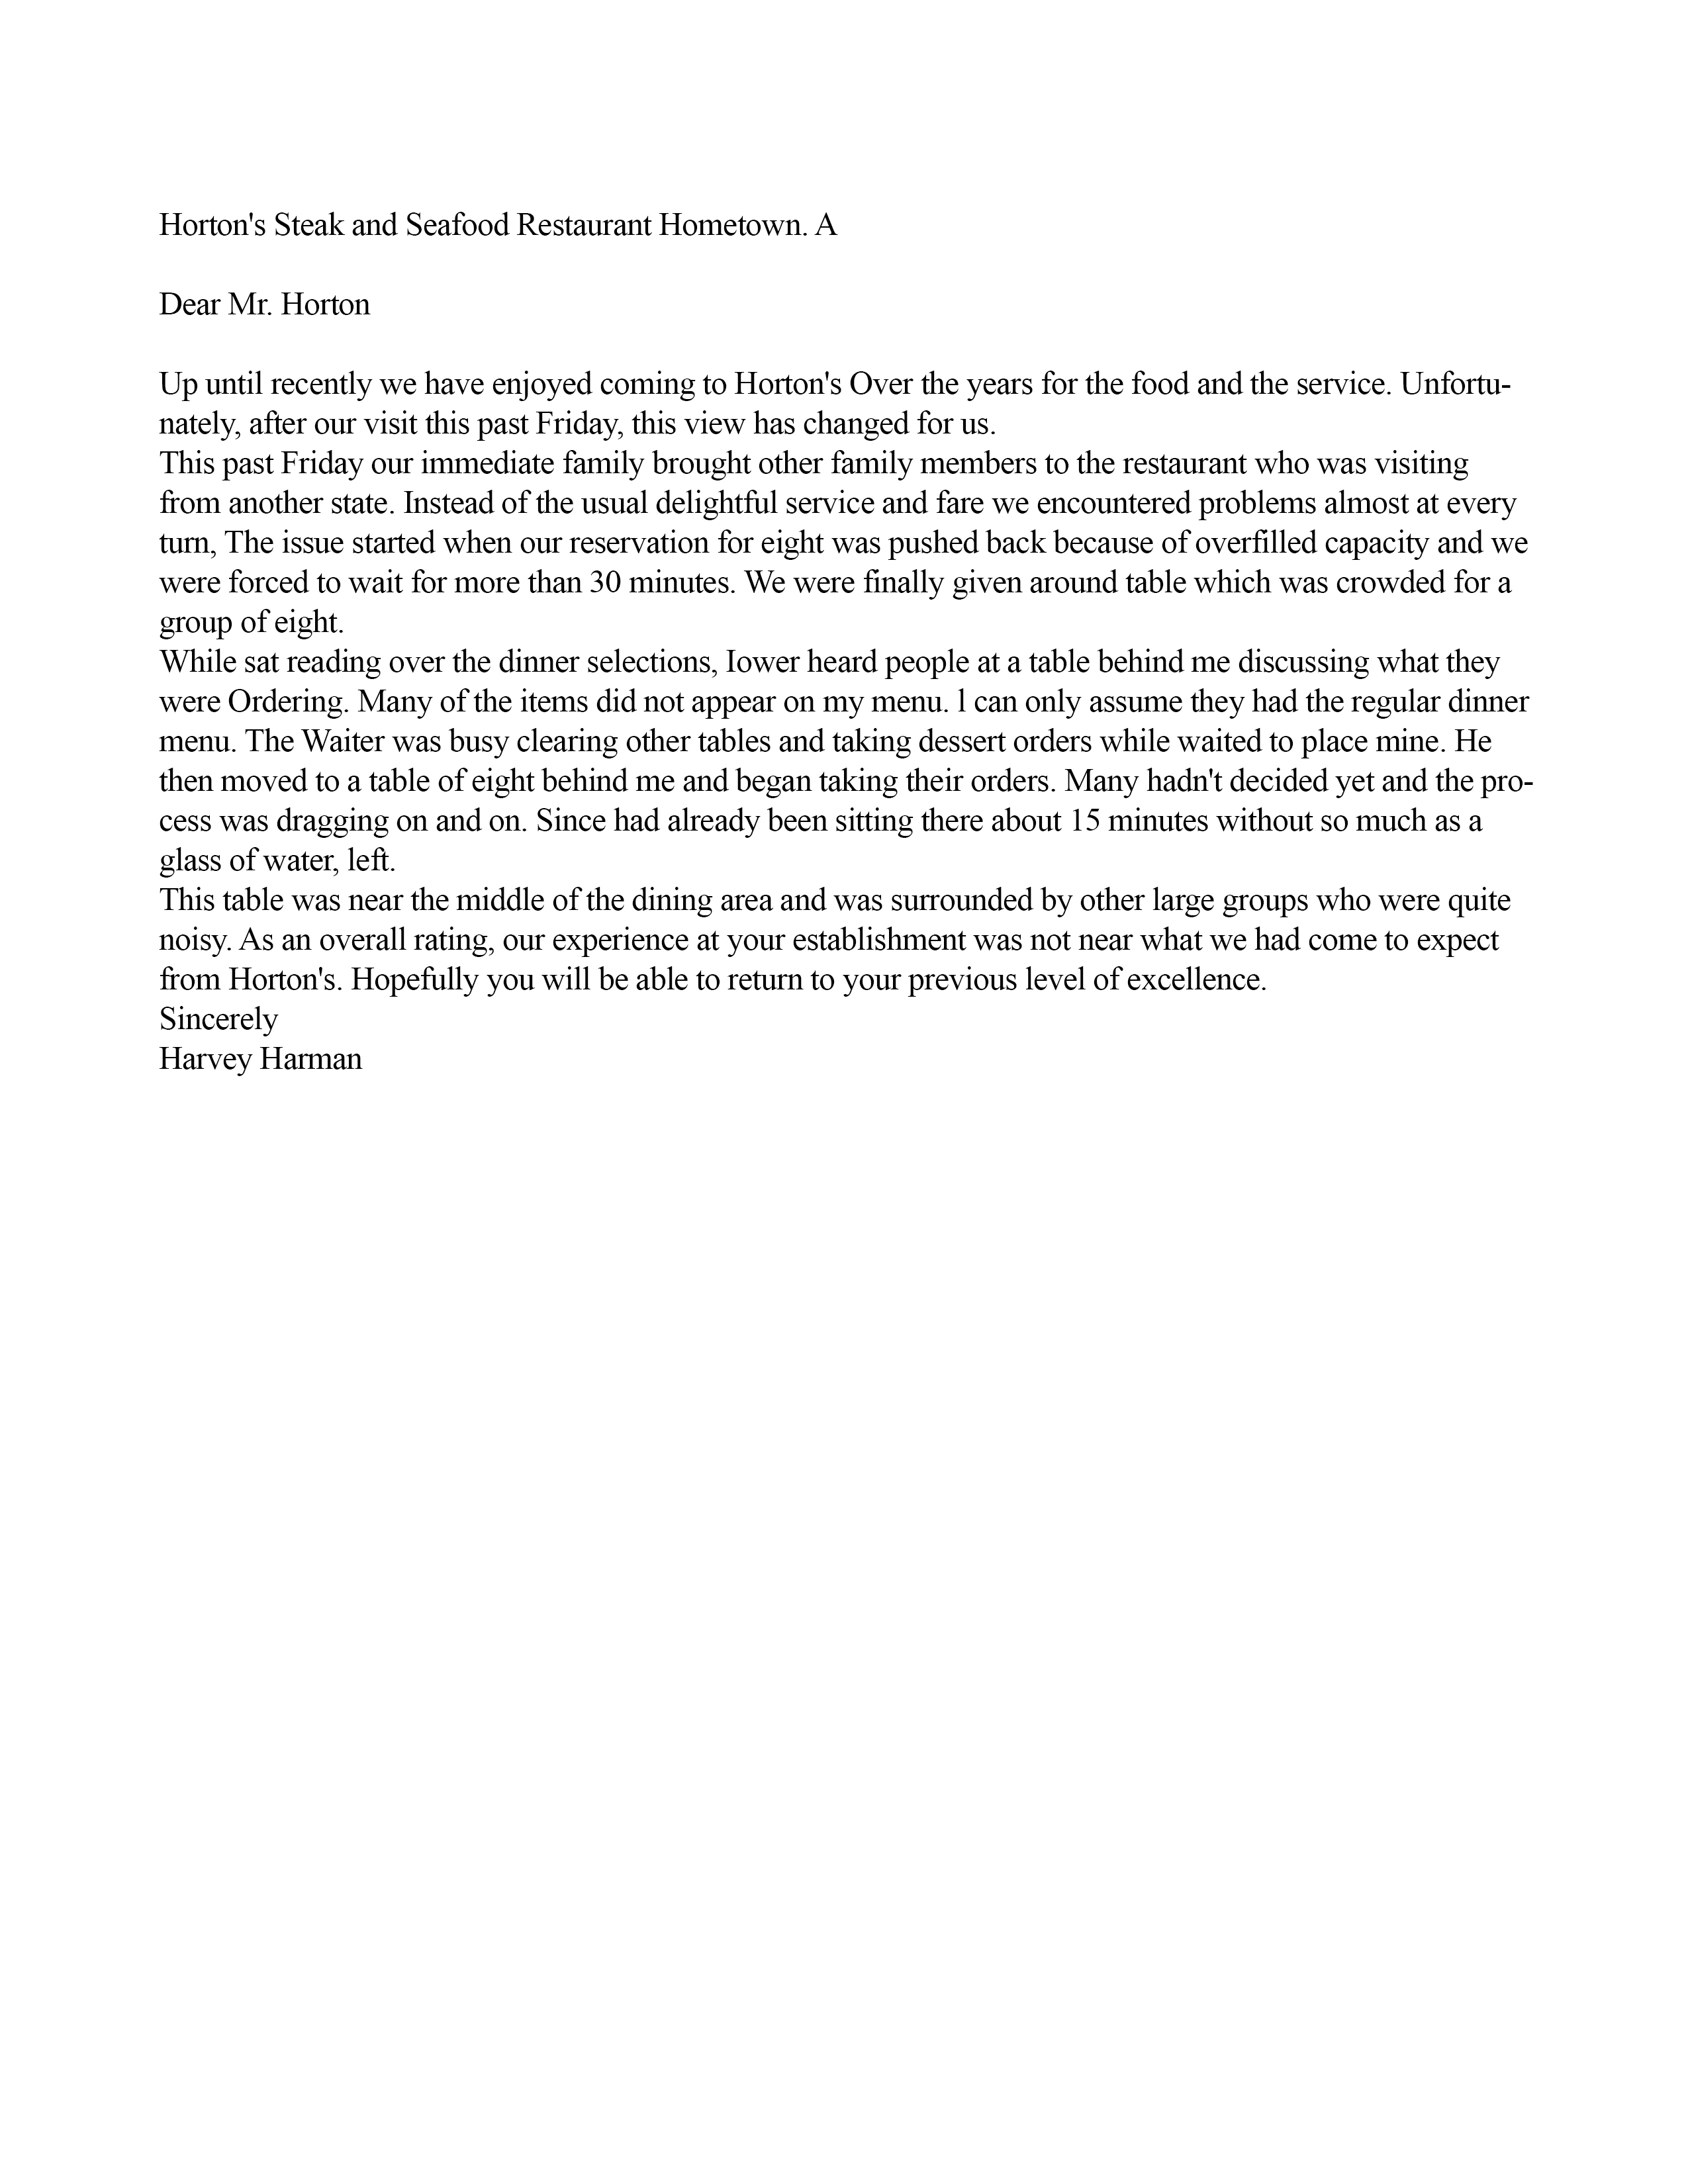 Horton's Steak and Seafood Restaurant Hometown. A
Dear Mr. Horton
Up until recently we have enjoyed coming to Horton's Over the years for the food and the service. Unfortu-
nately, after our visit this past Friday, this view has changed for us.
This past Friday our immediate family brought other family members to the restaurant who was visiting
from another state. Instead of the usual delightful service and fare we encountered problems almost at every
turn, The issue started when our reservation for eight was pushed back because of overfilled capacity and we
were forced to wait for more than 30 minutes. We were finally given around table which was crowded for a
group of eight.
While sat reading over the dinner selections, Iower heard people at a table behind me discussing what they
were Ordering. Many of the items did not appear on my menu. l can only assume they had the regular dinner
menu. The Waiter was busy clearing other tables and taking dessert orders while waited to place mine. He
then moved to a table of eight behind me and began taking their orders. Many hadn't decided yet and the pro-
cess was dragging on and on. Since had already been sitting there about 15 minutes without so much as a
glass of water, left.
This table was near the middle of the dining area and was surrounded by other large groups who were quite
noisy. As an overall rating, our experience at your establishment was not near what we had come to expect
from Horton's. Hopefully you will be able to return to your previous level of excellence.
Sincerely
Harvey Harman